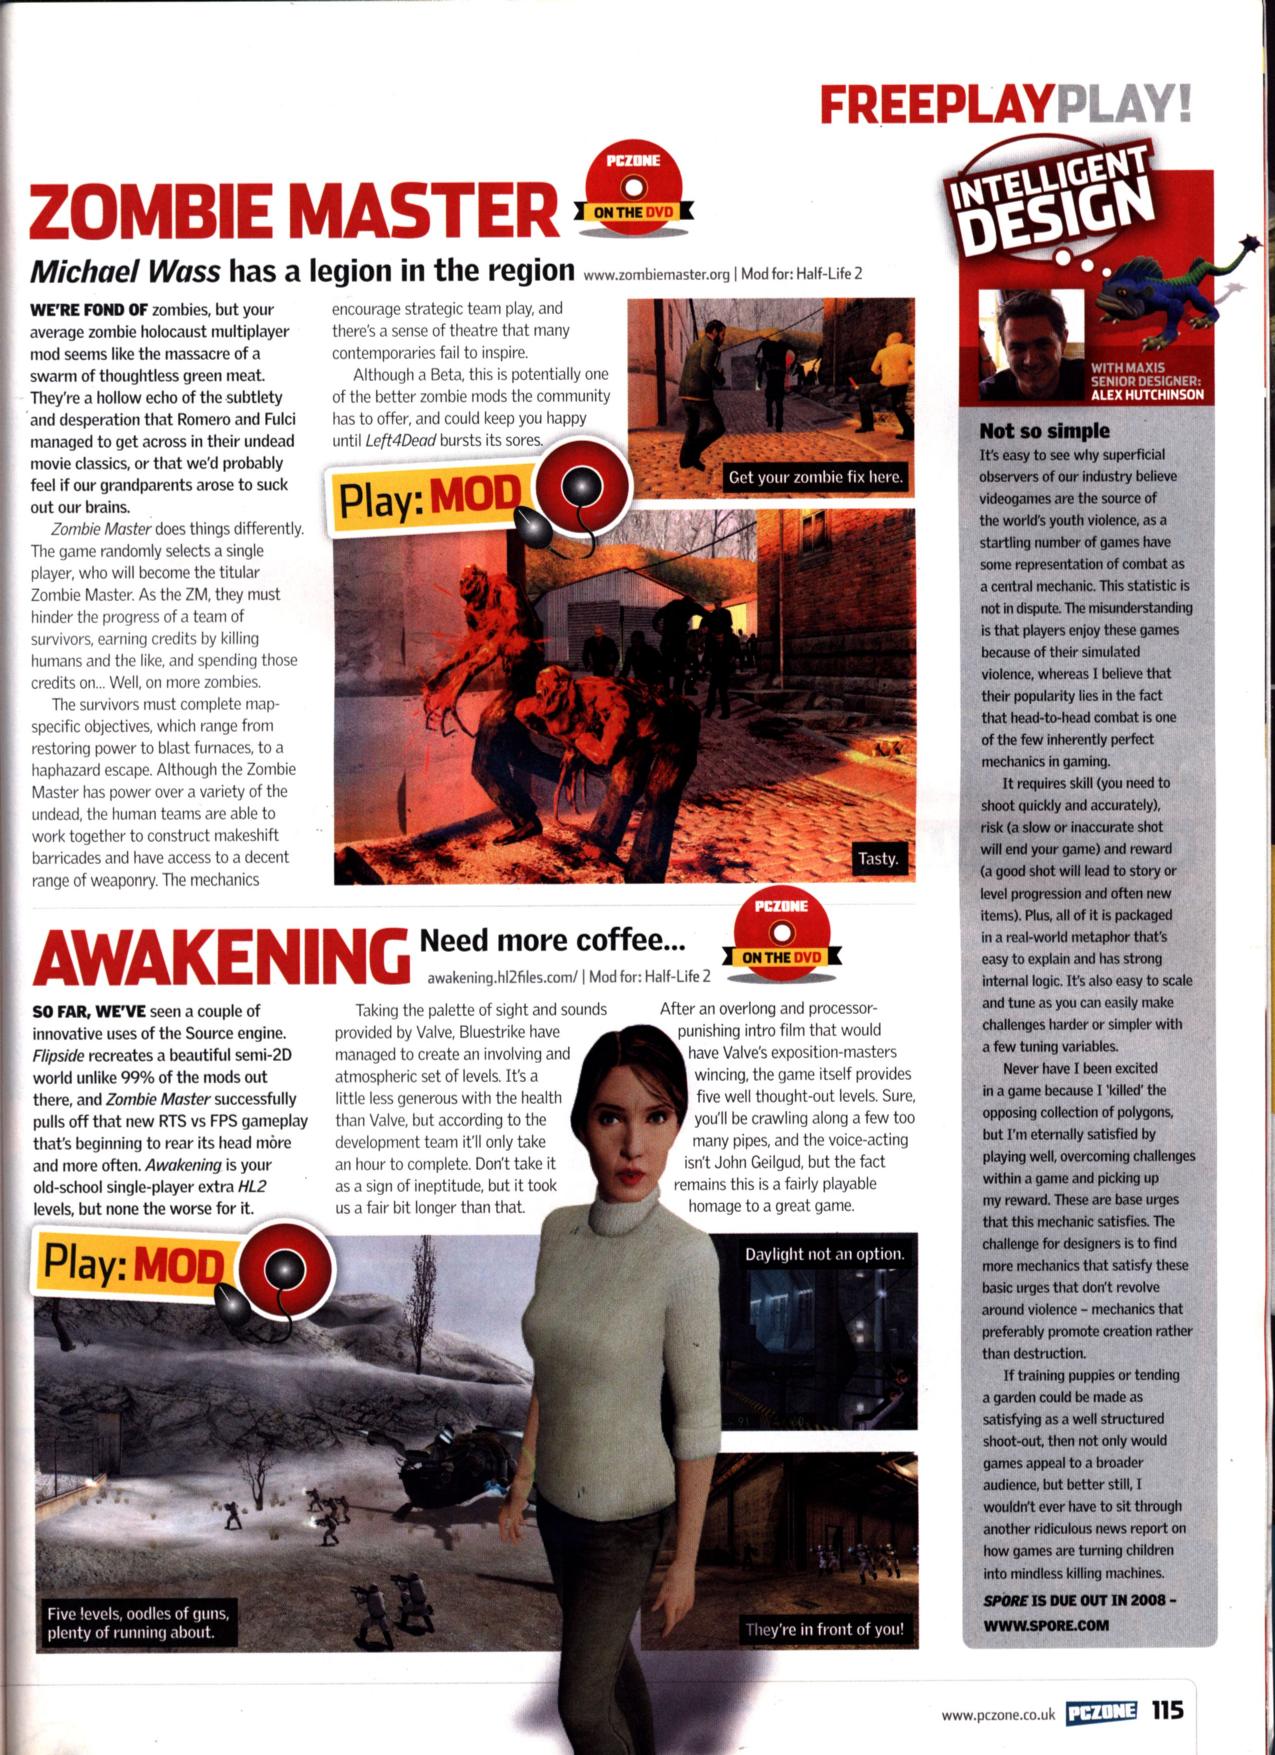 FREEPLAYPLAY!
ZOMBIE MASTER
PCZONE
ON THE DVD
Michael Wass has a legion in the region www.zombiemaster.org | Mod for: Half-Life 2
WE'RE FOND OF zombies, but your
average zombie holocaust multiplayer
mod seems like the massacre of a
swarm of thoughtless green meat.
They're a hollow echo of the subtlety
and desperation that Romero and Fulci
managed to get across in their undead
movie classics, or that we'd probably
feel if our grandparents arose to suck
out our brains.
Zombie Master does things differently.
The game randomly selects a single
player, who will become the titular
Zombie Master. As the ZM, they must
hinder the progress of a team of
survivors, earning credits by killing
humans and the like, and spending those
credits on... Well, on more zombies.
The survivors must complete map-
specific objectives, which range from
restoring power to blast furnaces, to a
haphazard escape. Although the Zombie
Master has power over a variety of the
undead, the human teams are able to
work together to construct makeshift
barricades and have access to a decent
range of weaponry. The mechanics
encourage strategic team play, and
there's a sense of theatre that many
contemporaries fail to inspire.
Although a Beta, this is potentially one
of the better zombie mods the community
has to offer, and could keep you happy
until Left4Dead bursts its sores.
Play: MOD
Get your zombie fix here.
Tasty.
AWAKENING
Need more coffee...
awakening.hl2files.com/ | Mod for: Half-Life 2
PCZONE
ON THE DVD
SO FAR, WE'VE seen a couple of
innovative uses of the Source engine.
Flipside recreates a beautiful semi-2D
world unlike 99% of the mods out
there, and Zombie Master successfully
pulls off that new RTS vs FPS gameplay
that's beginning to rear its head more
and more often. Awakening is your
old-school single-player extra HL2
levels, but none the worse for it.
Taking the palette of sight and sounds
provided by Valve, Bluestrike have
managed to create an involving and
atmospheric set of levels. It's a
little less generous with the health
than Valve, but according to the
development team it'll only take
an hour to complete. Don't take it
as a sign of ineptitude, but it took
us a fair bit longer than that.
After an overlong and processor-
punishing intro film that would
have Valve's exposition-masters
wincing, the game itself provides
five well thought-out levels. Sure,
you'll be crawling along a few too
many pipes, and the voice-acting
isn't John Geilgud, but the fact
remains this is a fairly playable
homage to a great game.
Play: MOD
Daylight not an option.
Five levels, oodles of guns,
plenty of running about.
They're in front of you!
INTELLIGENT
DESIGN
WITH MAXIS
SENIOR DESIGNER:
ALEX HUTCHINSON
Not so simple
It's easy to see why superficial
observers of our industry believe
videogames are the source of
the world's youth violence, as a
startling number of games have
some representation of combat as
a central mechanic. This statistic is
not in dispute. The misunderstanding
is that players enjoy these games
because of their simulated
violence, whereas I believe that
their popularity lies in the fact
that head-to-head combat is one
of the few inherently perfect
mechanics in gaming.
It requires skill (you need to
shoot quickly and accurately),
risk (a slow or inaccurate shot
will end your game) and reward
(a good shot will lead to story or
level progression and often new
items). Plus, all of it is packaged
in a real-world metaphor that's
easy to explain and has strong
internal logic. It's also easy to scale
and tune as you can easily make
challenges harder or simpler with
a few tuning variables.
Never have I been excited
in a game because I 'killed' the
opposing collection of polygons,
but I'm eternally satisfied by
playing well, overcoming challenges
within a game and picking up
my reward. These are base urges
that this mechanic satisfies. The
challenge for designers is to find
more mechanics that satisfy these
basic urges that don't revolve
around violence – mechanics that
preferably promote creation rather
than destruction.
If training puppies or tending
a garden could be made as
satisfying as a well structured
shoot-out, then not only would
games appeal to a broader
audience, but better still, I
wouldn't ever have to sit through
another ridiculous news report on
how games are turning children
into mindless killing machines.
SPORE IS DUE OUT IN 2008 –
WWW.SPORE.COM
www.pczone.co.uk PCZONE 115